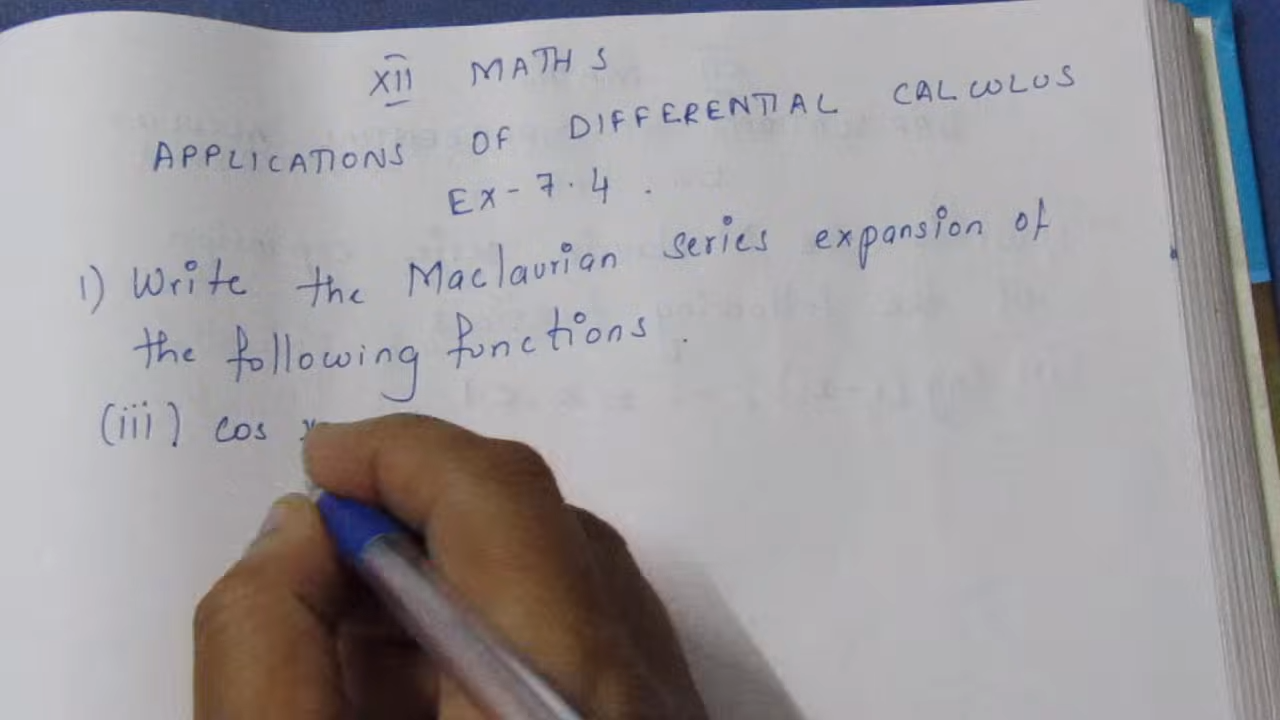 XII MATHS
APPLICATIONS OF DIFFERENTIAL CALCULUS
Ex-7.4.
1) Write the Maclaurian series expansion of
the following functions.
(iii) cos x